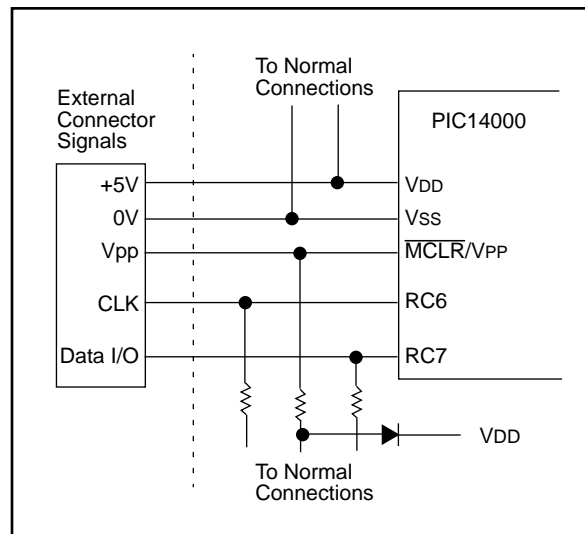 To Normal
Connections
External
Connector
Signals
PIC14000
+5V
VDD
0V
VSS
Vpp
MCLR/VPP
CLK
RC6
Data I/O
RC7
VDD
To Normal
Connections